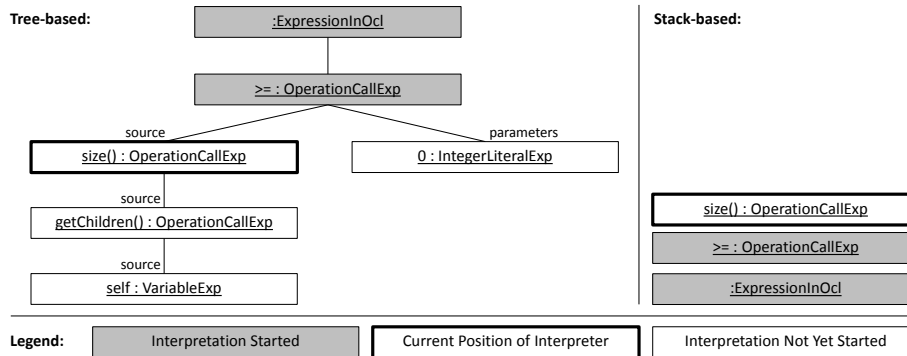 Tree-based:
:ExpressionInOcl
Stack-based:
>= : OperationCallExp
source
parameters
size() : OperationCallExp
0 : IntegerLiteralExp
source
getChildren() : OperationCallExp
source
self : VariableExp
size() : OperationCallExp
>= : OperationCallExp
:ExpressionInOcl
Legend:
Interpretation Started
Current Position of Interpreter
Interpretation Not Yet Started